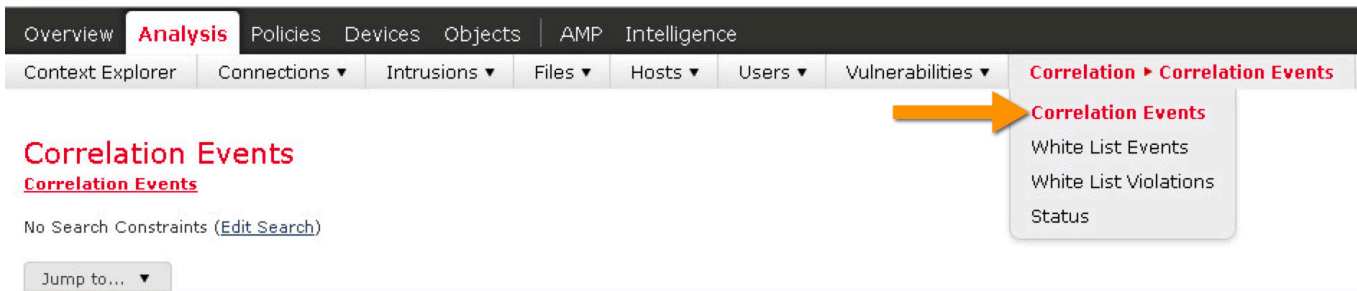 Overview Analysis Policies Devices Objects AMP Intelligence
Context Explorer Connections ▼ Intrusions ▼ Files ▼ Hosts ▼ Users ▼ Vulnerabilities ▼ Correlation ▸ Correlation Events
Correlation Events
White List Events
White List Violations
Status
Correlation Events
Correlation Events
No Search Constraints (Edit Search)
Jump to... ▼